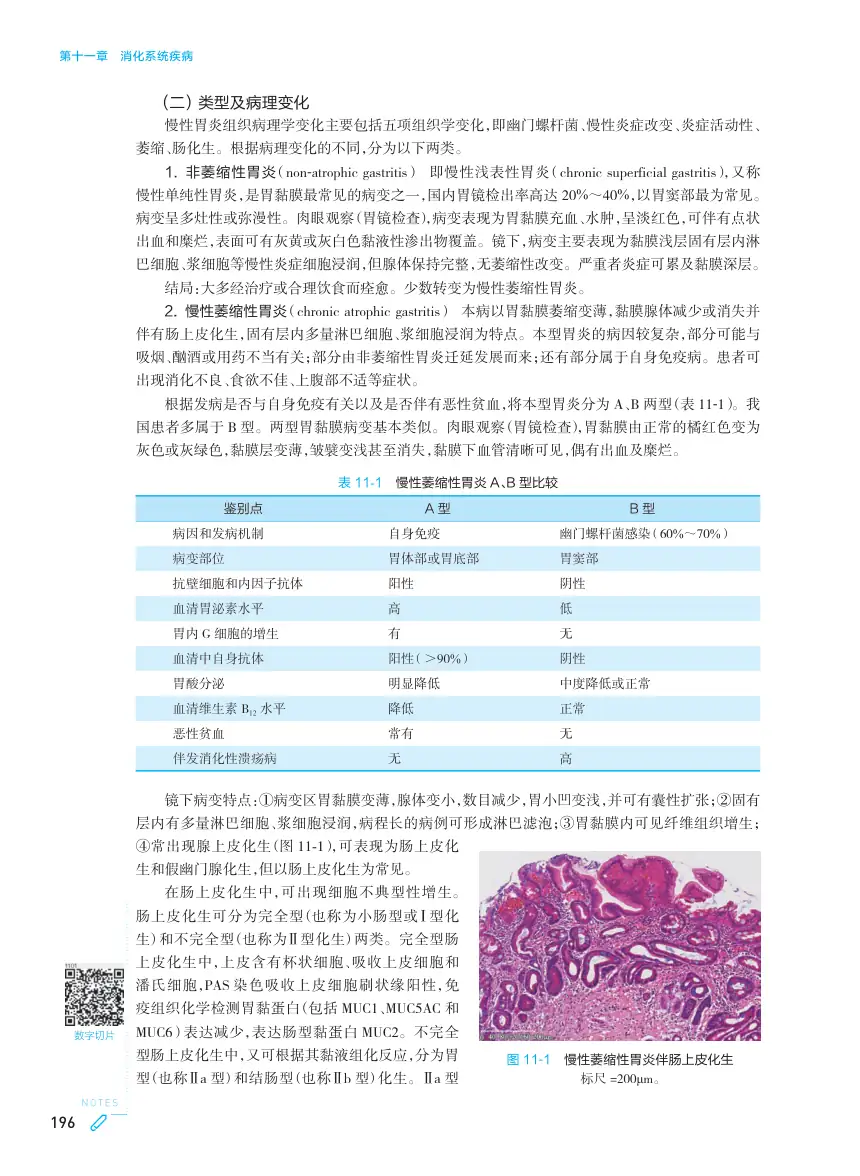 第十一章　消化系统疾病
（二）类型及病理变化
慢性胃炎组织病理学变化主要包括五项组织学变化，即幽门螺杆菌、慢性炎症改变、炎症活动性、
萎缩、肠化生。根据病理变化的不同，分为以下两类。
1. 非萎缩性胃炎（non-atrophic gastritis）　即慢性浅表性胃炎（chronic superficial gastritis），又称
慢性单纯性胃炎，是胃黏膜最常见的病变之一，国内胃镜检出率高达 20%～40%，以胃窦部最为常见。
病变呈多灶性或弥漫性。肉眼观察（胃镜检查），病变表现为胃黏膜充血、水肿，呈淡红色，可伴有点状
出血和糜烂，表面可有灰黄或灰白色黏液性渗出物覆盖。镜下，病变主要表现为黏膜浅层固有层内淋
巴细胞、浆细胞等慢性炎症细胞浸润，但腺体保持完整，无萎缩性改变。严重者炎症可累及黏膜深层。
结局：大多经治疗或合理饮食而痊愈。少数转变为慢性萎缩性胃炎。
2. 慢性萎缩性胃炎（chronic atrophic gastritis）　本病以胃黏膜萎缩变薄，黏膜腺体减少或消失并
伴有肠上皮化生，固有层内多量淋巴细胞、浆细胞浸润为特点。本型胃炎的病因较复杂，部分可能与
吸烟、酗酒或用药不当有关；部分由非萎缩性胃炎迁延发展而来；还有部分属于自身免疫病。患者可
出现消化不良、食欲不佳、上腹部不适等症状。
根据发病是否与自身免疫有关以及是否伴有恶性贫血，将本型胃炎分为 A、B 两型（表 11-1）。我
国患者多属于 B 型。两型胃黏膜病变基本类似。肉眼观察（胃镜检查），胃黏膜由正常的橘红色变为
灰色或灰绿色，黏膜层变薄，皱襞变浅甚至消失，黏膜下血管清晰可见，偶有出血及糜烂。
表 11-1　慢性萎缩性胃炎 A、B 型比较
鉴别点　A 型　B 型
病因和发病机制　自身免疫　幽门螺杆菌感染（60%～70%）
病变部位　胃体部或胃底部　胃窦部
抗壁细胞和内因子抗体　阳性　阴性
血清胃泌素水平　高　低
胃内 G 细胞的增生　有　无
血清中自身抗体　阳性（＞90%）　阴性
胃酸分泌　明显降低　中度降低或正常
血清维生素 B₁₂ 水平　降低　正常
恶性贫血　常有　无
伴发消化性溃疡病　无　高
镜下病变特点：①病变区胃黏膜变薄，腺体变小，数目减少，胃小凹变浅，并可有囊性扩张；②固有
层内有多量淋巴细胞、浆细胞浸润，病程长的病例可形成淋巴滤泡；③胃黏膜内可见纤维组织增生；
④常出现腺上皮化生（图 11-1），可表现为肠上皮化
生和假幽门腺化生，但以肠上皮化生为常见。
在肠上皮化生中，可出现细胞不典型性增生。
肠上皮化生可分为完全型（也称为小肠型或Ⅰ型化
生）和不完全型（也称为Ⅱ型化生）两类。完全型肠
上皮化生中，上皮含有杯状细胞、吸收上皮细胞和
潘氏细胞，PAS 染色吸收上皮细胞刷状缘阳性，免
疫组织化学检测胃黏蛋白（包括 MUC1、MUC5AC 和
MUC6）表达减少，表达肠型黏蛋白 MUC2。不完全
型肠上皮化生中，又可根据其黏液组化反应，分为胃
型（也称Ⅱa 型）和结肠型（也称Ⅱb 型）化生。Ⅱa 型
图 11-1　慢性萎缩性胃炎伴肠上皮化生
标尺 =200μm。
数字切片
NOTES
196